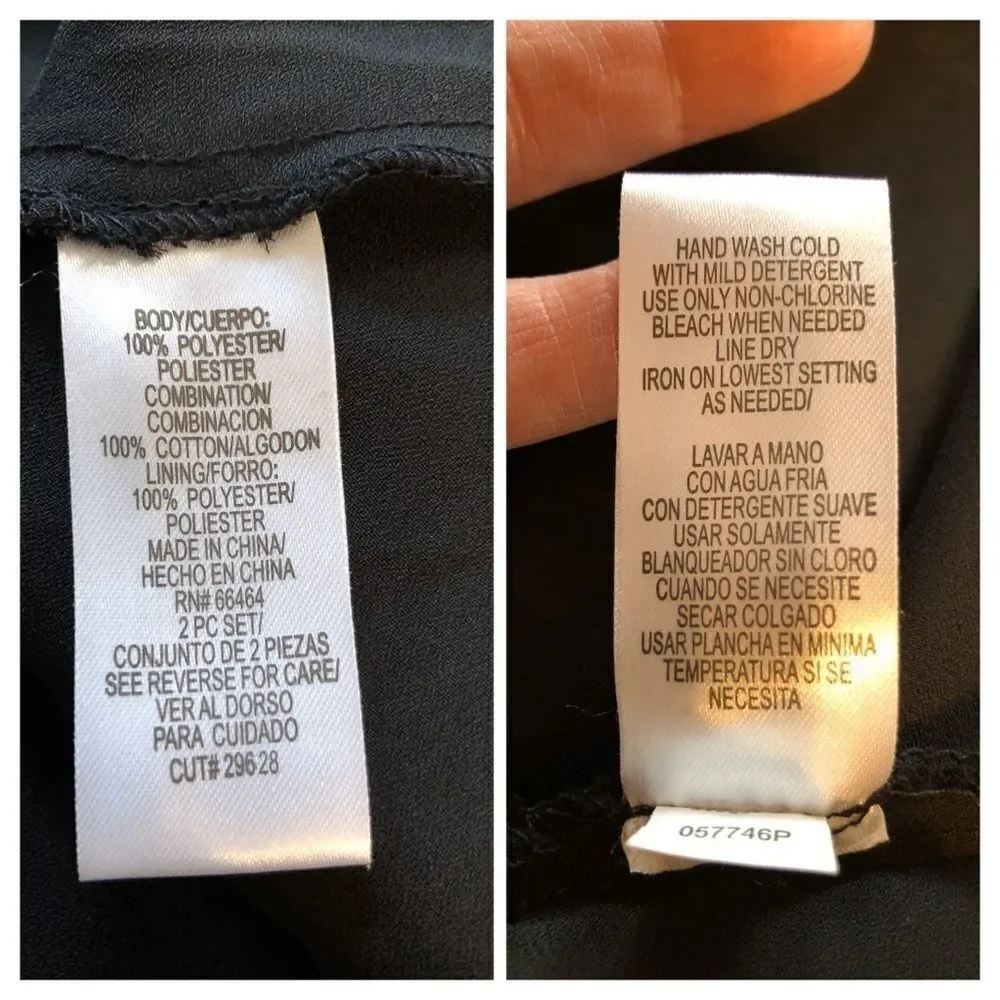 BODY/CUERPO:
100% POLYESTER/
POLIESTER
COMBINATION/
COMBINACION
100% COTTON/ALGODON
LINING/FORRO:
100% POLYESTER/
POLIESTER
MADE IN CHINA/
HECHO EN CHINA
RN# 66464
2 PC SET/
CONJUNTO DE 2 PIEZAS
SEE REVERSE FOR CARE/
VER AL DORSO
PARA CUIDADO
CUT# 29628
HAND WASH COLD
WITH MILD DETERGENT
USE ONLY NON-CHLORINE
BLEACH WHEN NEEDED
LINE DRY
IRON ON LOWEST SETTING
AS NEEDED/
LAVAR A MANO
CON AGUA FRIA
CON DETERGENTE SUAVE
USAR SOLAMENTE
BLANQUEADOR SIN CLORO
CUANDO SE NECESITE
SECAR COLGADO
USAR PLANCHA EN MINIMA
TEMPERATURA SI SE
NECESITA
057746P